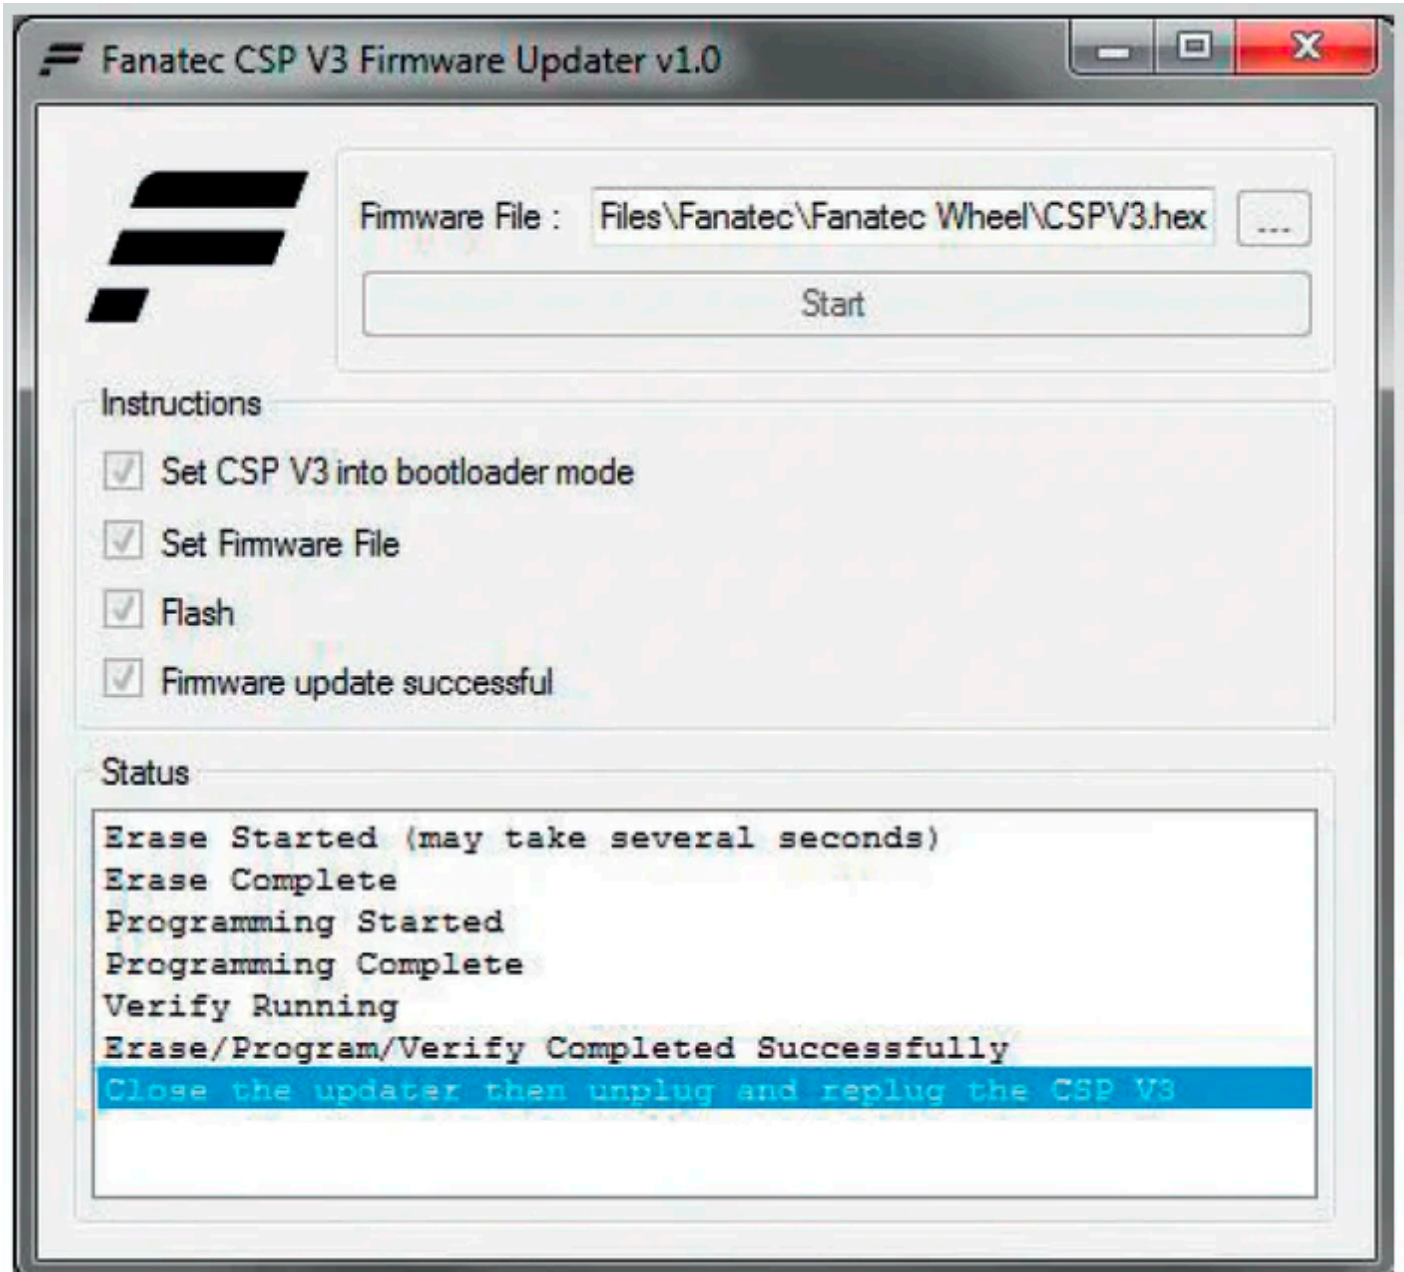 Fanatec CSP V3 Firmware Updater v1.0
Firmware File : Files\Fanatec\Fanatec Wheel\CSPV3.hex ...
Start
Instructions
Set CSP V3 into bootloader mode
Set Firmware File
Flash
Firmware update successful
Status
Erase Started (may take several seconds)
Erase Complete
Programming Started
Programming Complete
Verify Running
Erase/Program/Verify Completed Successfully
Close the updater then unplug and replug the CSP V3